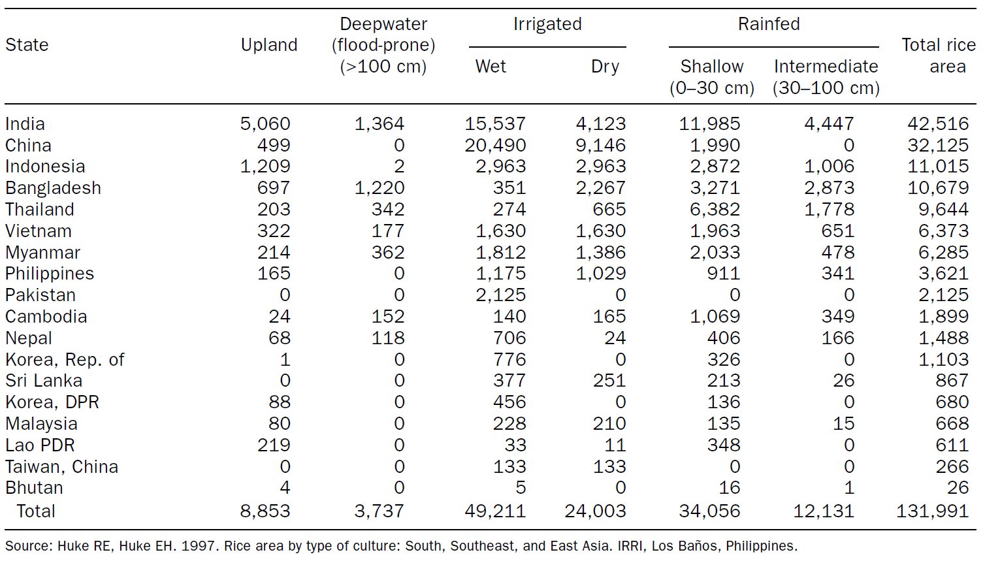 Deepwater Irrigated Rainfed
State Upland (flood-prone) Total rice
(>100 cm) Wet Dry Shallow Intermediate area
(0–30 cm) (30–100 cm)
India 5,060 1,364 15,537 4,123 11,985 4,447 42,516
China 499 0 20,490 9,146 1,990 0 32,125
Indonesia 1,209 2 2,963 2,963 2,872 1,006 11,015
Bangladesh 697 1,220 351 2,267 3,271 2,873 10,679
Thailand 203 342 274 665 6,382 1,778 9,644
Vietnam 322 177 1,630 1,630 1,963 651 6,373
Myanmar 214 362 1,812 1,386 2,033 478 6,285
Philippines 165 0 1,175 1,029 911 341 3,621
Pakistan 0 0 2,125 0 0 0 2,125
Cambodia 24 152 140 165 1,069 349 1,899
Nepal 68 118 706 24 406 166 1,488
Korea, Rep. of 1 0 776 0 326 0 1,103
Sri Lanka 0 0 377 251 213 26 867
Korea, DPR 88 0 456 0 136 0 680
Malaysia 80 0 228 210 135 15 668
Lao PDR 219 0 33 11 348 0 611
Taiwan, China 0 0 133 133 0 0 266
Bhutan 4 0 5 0 16 1 26
Total 8,853 3,737 49,211 24,003 34,056 12,131 131,991
Source: Huke RE, Huke EH. 1997. Rice area by type of culture: South, Southeast, and East Asia. IRRI, Los Baños, Philippines.